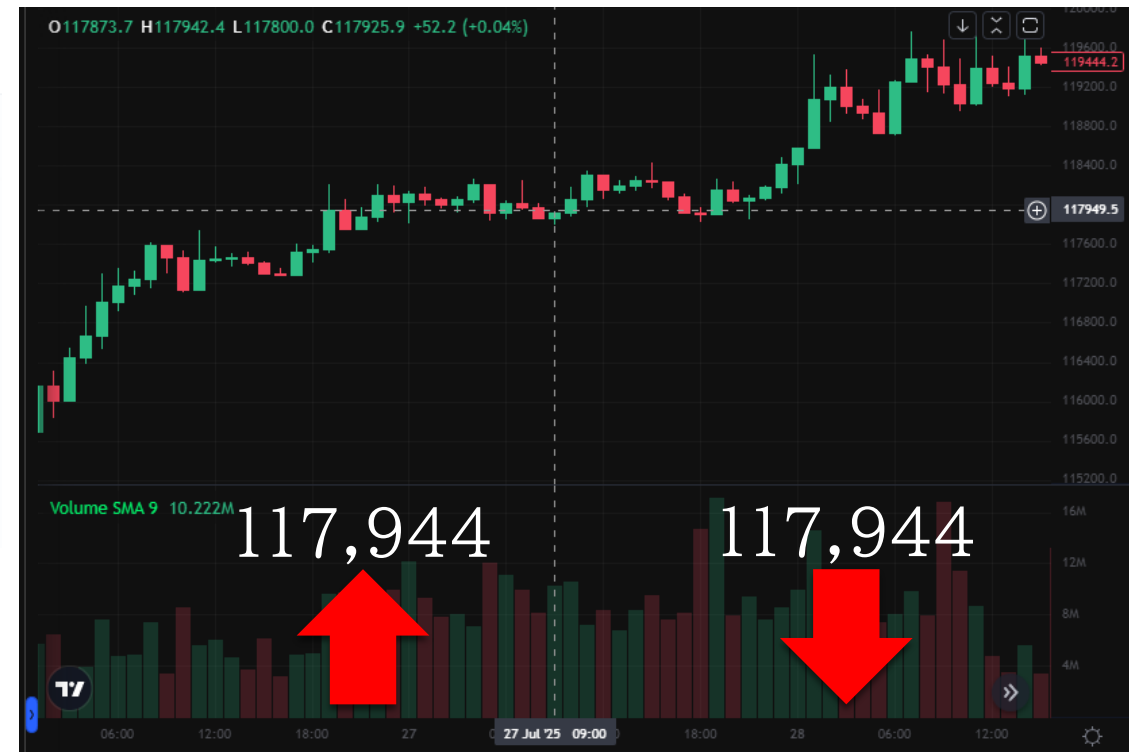 120000.0
O117873.7 H117942.4 L117800.0 C117925.9 +52.2 (+0.04%)
119600.0
119444.2
119200.0
118800.0
118400.0
117949.5
117600.0
117200.0
116800.0
116400.0
116000.0
115600.0
115200.0
Volume SMA 9 10.222M
16M
117,944 117,944
12M
8M
4M
06:00 12:00 18:00 27 27 Jul '25 09:00 18:00 28 06:00 12:00